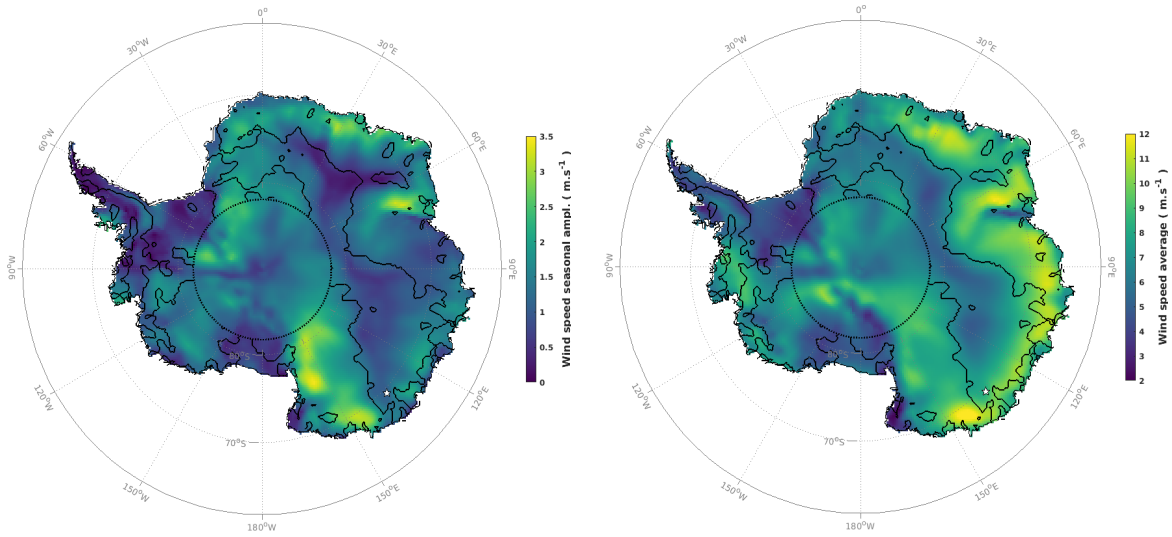 0°
30°W
30°E
60°W
60°E
90°W
90°E
120°W
120°E
150°W
150°E
180°W
80°S
70°S
3.5
3
2.5
2
1.5
1
0.5
0
Wind speed seasonal ampl. ( m.s⁻¹ )
0°
30°W
30°E
60°W
60°E
90°W
90°E
120°W
120°E
150°W
150°E
180°W
80°S
70°S
12
11
10
9
8
7
6
5
4
3
2
Wind speed average ( m.s⁻¹ )